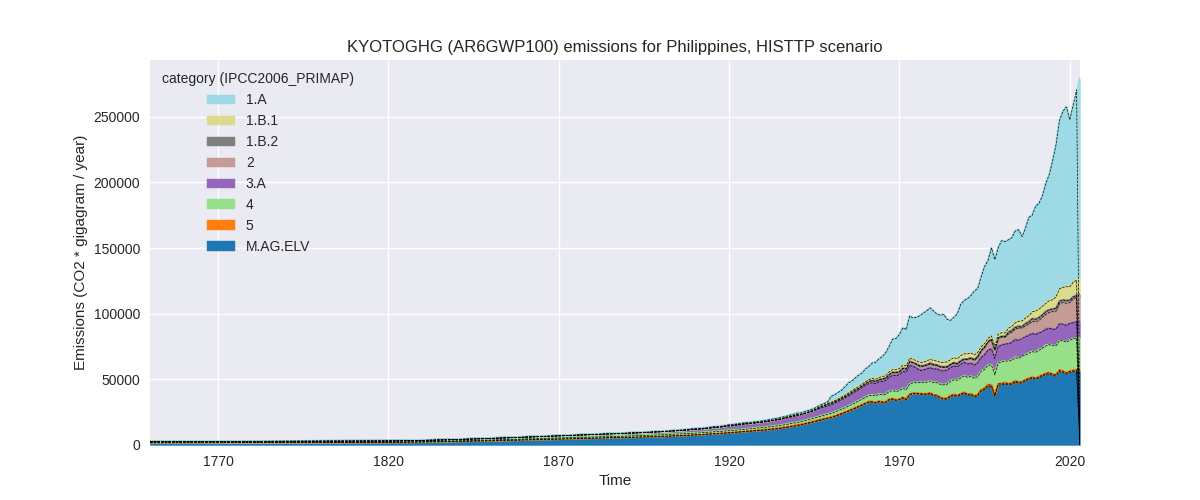 KYOTOGHG (AR6GWP100) emissions for Philippines, HISTTP scenario
category (IPCC2006_PRIMAP)
1.A
1.B.1
1.B.2
2
3.A
4
5
M.AG.ELV
Emissions (CO2 * gigagram / year)
250000
200000
150000
100000
50000
0
1770
1820
1870
1920
1970
2020
Time